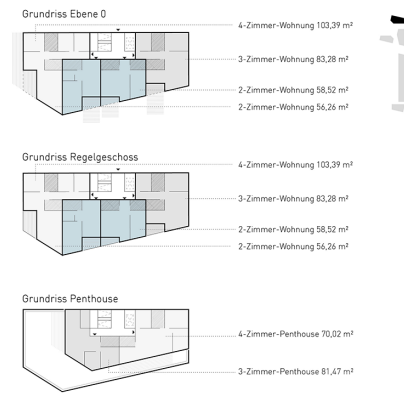 Grundriss Ebene 0
4-Zimmer-Wohnung 103,39 m²
3-Zimmer-Wohnung 83,28 m²
2-Zimmer-Wohnung 58,52 m²
2-Zimmer-Wohnung 56,26 m²
Grundriss Regelgeschoss
4-Zimmer-Wohnung 103,39 m²
3-Zimmer-Wohnung 83,28 m²
2-Zimmer-Wohnung 58,52 m²
2-Zimmer-Wohnung 56,26 m²
Grundriss Penthouse
4-Zimmer-Penthouse 70,02 m²
3-Zimmer-Penthouse 81,47 m²